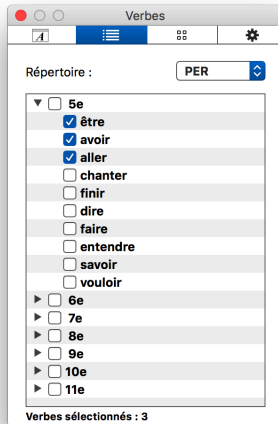 Verbes
A
Répertoire : PER
5e
être
avoir
aller
chanter
finir
dire
faire
entendre
savoir
vouloir
6e
7e
8e
9e
10e
11e
Verbes sélectionnés : 3